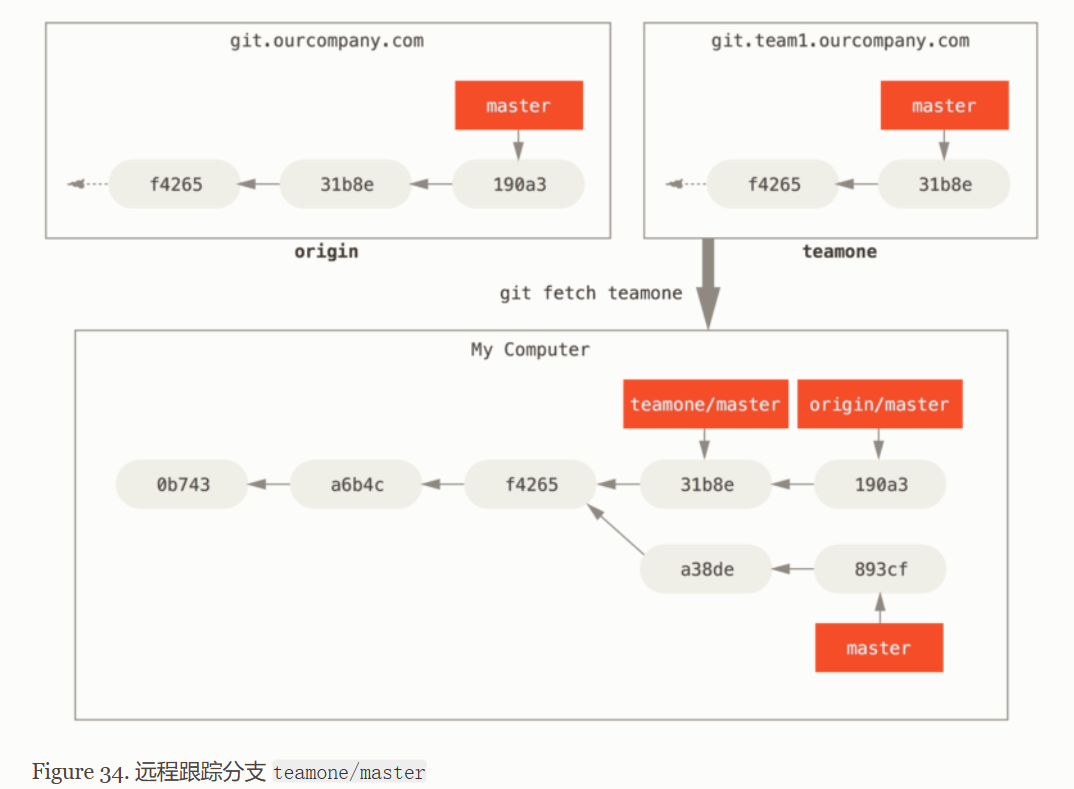 git.ourcompany.com
master
f4265
31b8e
190a3
origin
git.team1.ourcompany.com
master
f4265
31b8e
teamone
git fetch teamone
My Computer
teamone/master
origin/master
0b743
a6b4c
f4265
31b8e
190a3
a38de
893cf
master
Figure 34. 远程跟踪分支 teamone/master